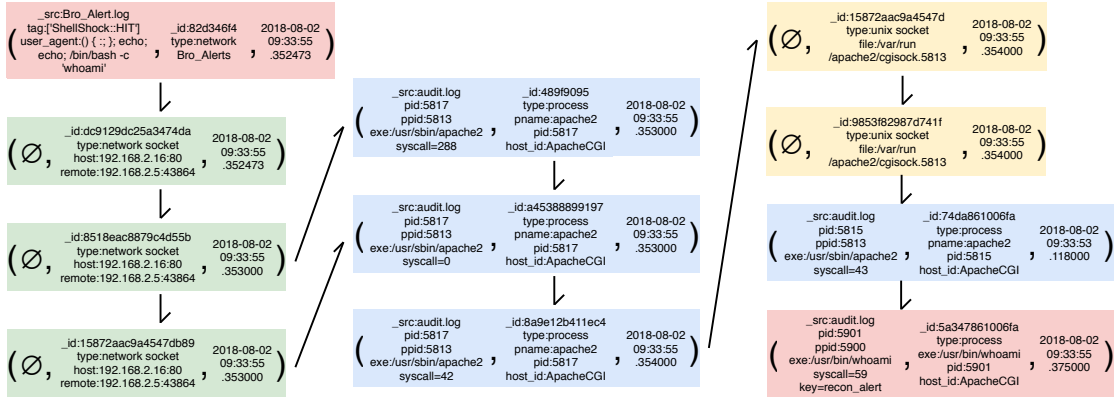 _src:Bro_Alert.log
tag:['ShellShock::HIT']
user_agent:() { :; }; echo;
echo; /bin/bash -c
'whoami'
_id:82d346f4
type:network
Bro_Alerts
2018-08-02
09:33:55
.352473
(∅,
_id:dc9129dc25a3474da
type:network socket
host:192.168.2.16:80
remote:192.168.2.5:43864
2018-08-02
09:33:55
.352473
(∅,
_id:8518eac8879c4d55b
type:network socket
host:192.168.2.16:80
remote:192.168.2.5:43864
2018-08-02
09:33:55
.353000
(∅,
_id:15872aac9a4547db89
type:network socket
host:192.168.2.16:80
remote:192.168.2.5:43864
2018-08-02
09:33:55
.353000
_src:audit.log
pid:5817
ppid:5813
exe:/usr/sbin/apache2
syscall=288
_id:489f9095
type:process
pname:apache2
pid:5817
host_id:ApacheCGI
2018-08-02
09:33:55
.353000
_src:audit.log
pid:5817
ppid:5813
exe:/usr/sbin/apache2
syscall=0
_id:a45388899197
type:process
pname:apache2
pid:5817
host_id:ApacheCGI
2018-08-02
09:33:55
.353000
_src:audit.log
pid:5817
ppid:5813
exe:/usr/sbin/apache2
syscall=42
_id:8a9e12b411ec4
type:process
pname:apache2
pid:5817
host_id:ApacheCGI
2018-08-02
09:33:55
.354000
(∅,
_id:15872aac9a4547d
type:unix socket
file:/var/run
/apache2/cgisock.5813
2018-08-02
09:33:55
.354000
(∅,
_id:9853f82987d741f
type:unix socket
file:/var/run
/apache2/cgisock.5813
2018-08-02
09:33:55
.354000
_src:audit.log
pid:5815
ppid:5813
exe:/usr/sbin/apache2
syscall=43
_id:74da861006fa
type:process
pname:apache2
pid:5815
host_id:ApacheCGI
2018-08-02
09:33:53
.118000
_src:audit.log
pid:5901
ppid:5900
exe:/usr/bin/whoami
syscall=59
key=recon_alert
_id:5a347861006fa
type:process
exe:/usr/bin/whoami
pid:5901
host_id:ApacheCGI
2018-08-02
09:33:55
.375000